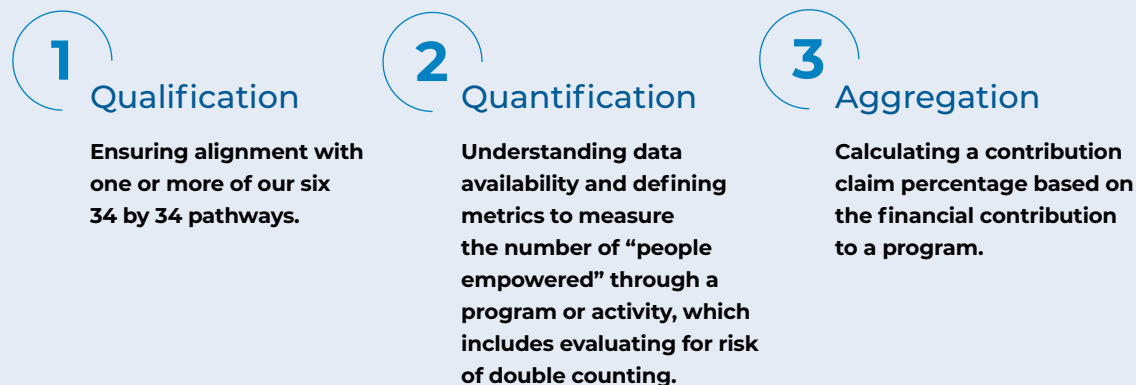 1
Qualification
Ensuring alignment with
one or more of our six
34 by 34 pathways.
2
Quantification
Understanding data
availability and defining
metrics to measure
the number of “people
empowered” through a
program or activity, which
includes evaluating for risk
of double counting.
3
Aggregation
Calculating a contribution
claim percentage based on
the financial contribution
to a program.